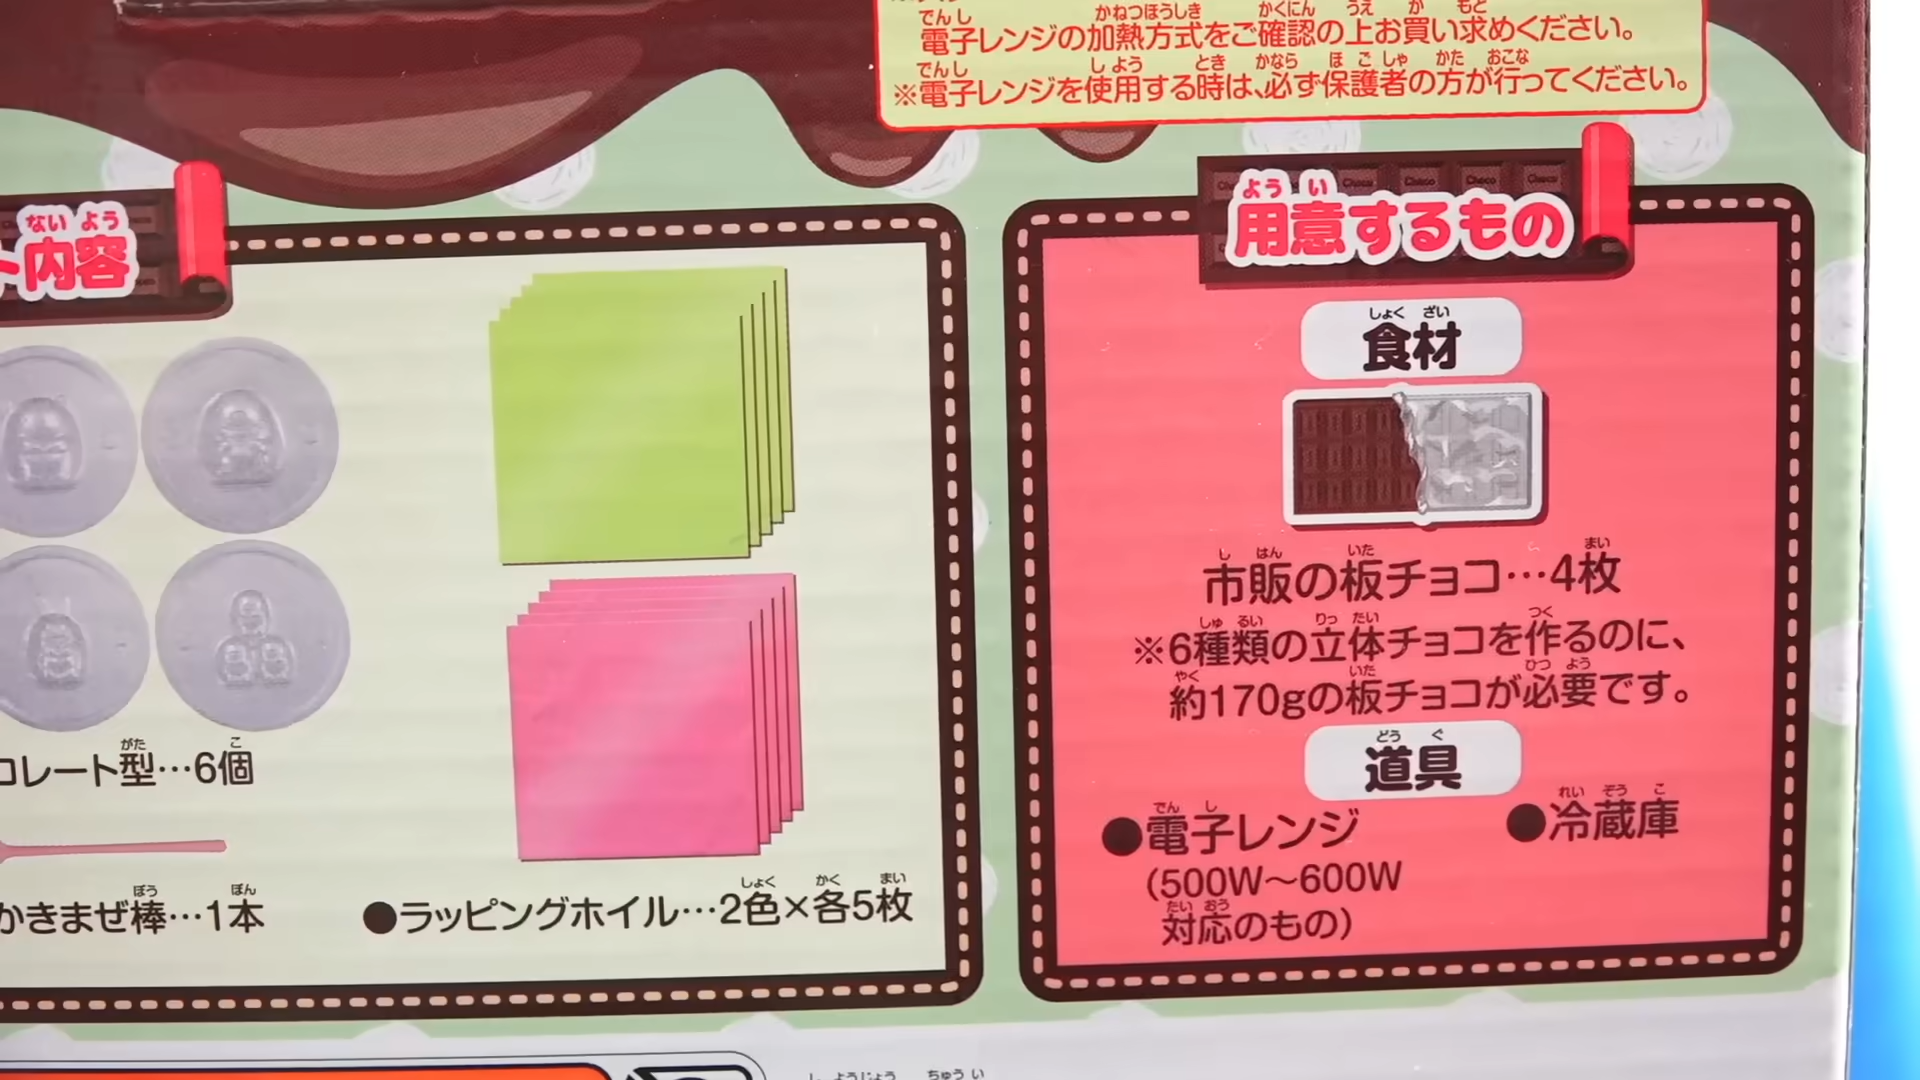 電子レンジの加熱方式をご確認の上お買い求めください。
※電子レンジを使用する時は、必ず保護者の方が行ってください。
ト内容
コレート型…6個
かきまぜ棒…1本
●ラッピングホイル…2色×各5枚
用意するもの
食材
市販の板チョコ…4枚
※6種類の立体チョコを作るのに、
約170gの板チョコが必要です。
道具
●電子レンジ
(500W〜600W
対応のもの)
●冷蔵庫